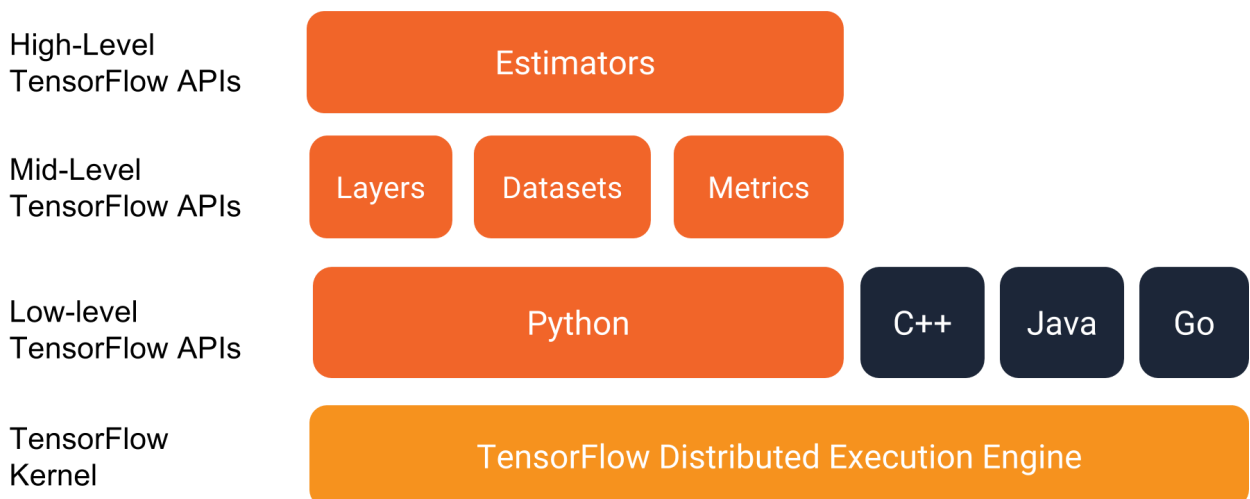 High-Level
TensorFlow APIs
Estimators
Mid-Level
TensorFlow APIs
Layers
Datasets
Metrics
Low-level
TensorFlow APIs
Python
C++
Java
Go
TensorFlow
Kernel
TensorFlow Distributed Execution Engine